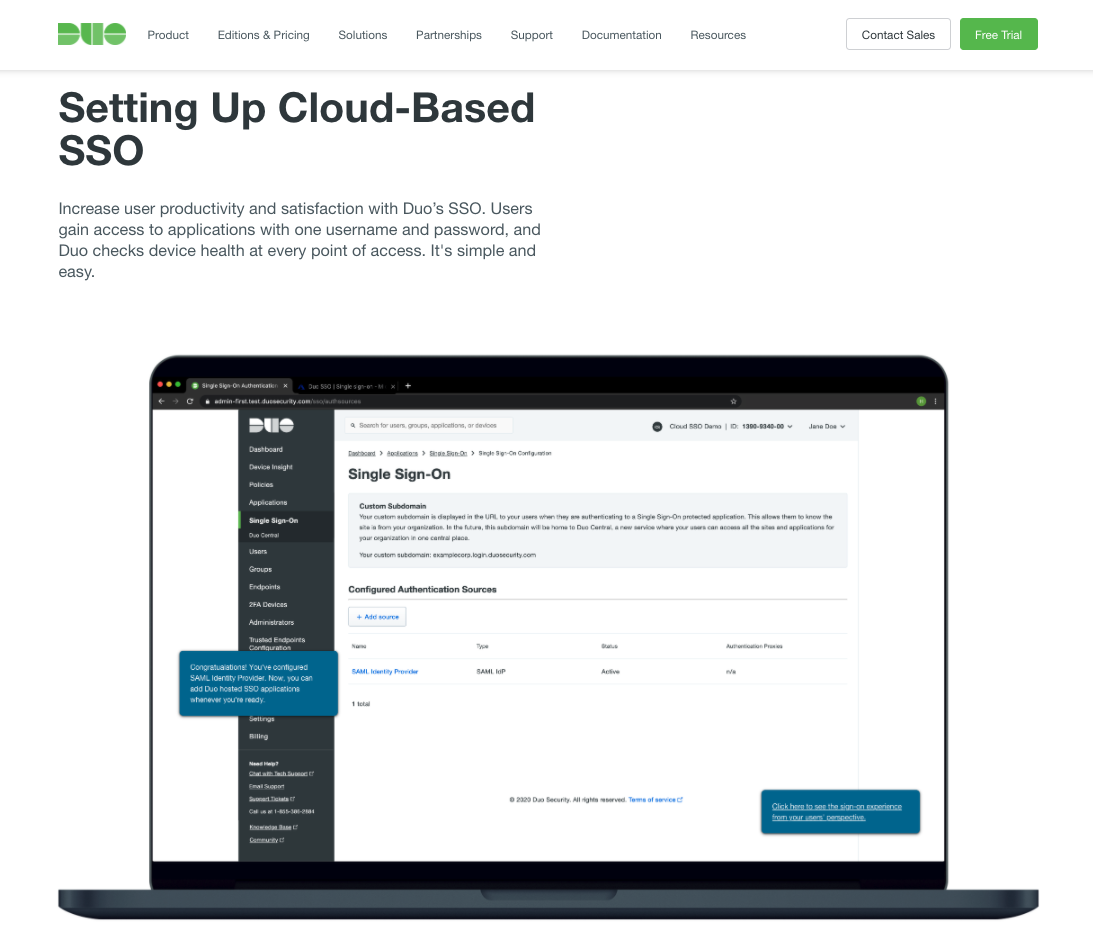 DUO Product Editions & Pricing Solutions Partnerships Support Documentation Resources Contact Sales Free Trial
Setting Up Cloud-Based
SSO
Increase user productivity and satisfaction with Duo’s SSO. Users
gain access to applications with one username and password, and
Duo checks device health at every point of access. It's simple and
easy.
Single Sign-On Authentication Duo SSO | Single sign-on -
admin-first.test.duosecurity.com/sso/authsources
DUO
Dashboard
Device Insight
Policies
Applications
Single Sign-On
Duo Central
Users
Groups
Endpoints
2FA Devices
Administrators
Trusted Endpoints
Configuration
Congratualations! You've configured
SAML Identity Provider. Now, you can
add Duo hosted SSO applications
whenever you're ready.
Settings
Billing
Need Help?
Chat with Tech Support
Email Support
Support Tickets
Call us at 1-855-386-2884
Knowledge Base
Community
Search for users, groups, applications, or devices
Cloud SSO Demo | ID: 1390-9340-00 Jane Doe
Dashboard > Applications > Single Sign-On > Single Sign-On Configuration
Single Sign-On
Custom Subdomain
Your custom subdomain is displayed in the URL to your users when they are authenticating to a Single Sign-On protected application. This allows them to know the
site is from your organization. In the future, this subdomain will be home to Duo Central, a new service where your users can access all the sites and applications for
your organization in one central place.
Your custom subdomain: examplecorp.login.duosecurity.com
Configured Authentication Sources
+ Add source
Name Type Status Authentication Proxies
SAML Identity Provider SAML IdP Active n/a
1 total
© 2020 Duo Security. All rights reserved. Terms of service
Click here to see the sign-on experience
from your users' perspective.